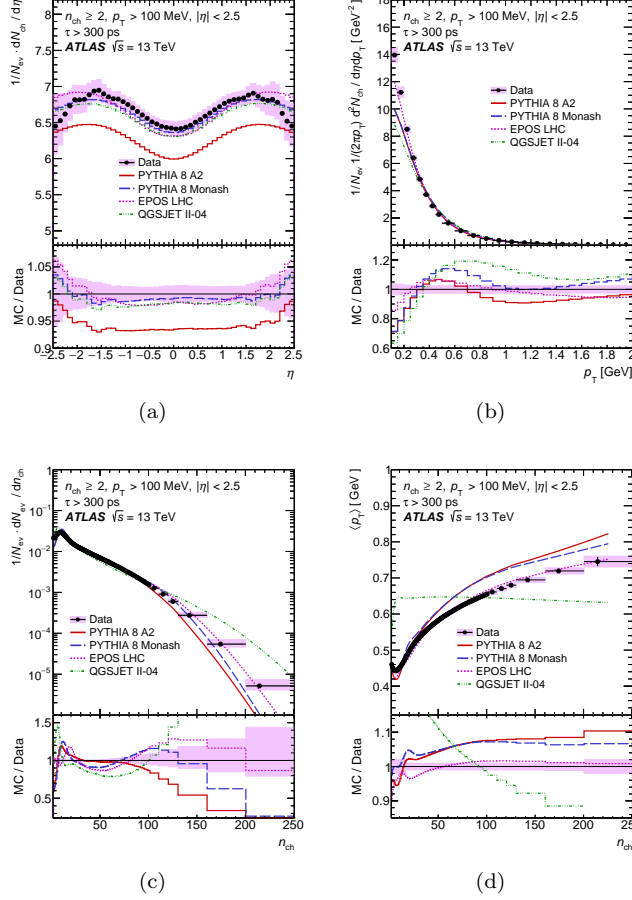 n_ch ≥ 2, p_T > 100 MeV, |η| < 2.5
τ > 300 ps
ATLAS √s = 13 TeV
1/N_ev · dN_ch / dη
8
7.5
7
6.5
6
5.5
5
Data
PYTHIA 8 A2
PYTHIA 8 Monash
EPOS LHC
QGSJET II-04
MC / Data
1.05
1
0.95
0.9
−2.5 −2 −1.5 −1 −0.5 0 0.5 1 1.5 2 2.5
η
(a)
n_ch ≥ 2, p_T > 100 MeV, |η| < 2.5
τ > 300 ps
ATLAS √s = 13 TeV
1/N_ev 1/(2πp_T) d²N_ch / dηdp_T [ GeV⁻² ]
16
14
12
10
8
6
4
2
Data
PYTHIA 8 A2
PYTHIA 8 Monash
EPOS LHC
QGSJET II-04
MC / Data
1.2
1
0.8
0.6
0.2 0.4 0.6 0.8 1 1.2 1.4 1.6 1.8 2
p_T [GeV]
(b)
n_ch ≥ 2, p_T > 100 MeV, |η| < 2.5
τ > 300 ps
ATLAS √s = 13 TeV
1/N_ev · dN_ev / dn_ch
1
10⁻¹
10⁻²
10⁻³
10⁻⁴
10⁻⁵
Data
PYTHIA 8 A2
PYTHIA 8 Monash
EPOS LHC
QGSJET II-04
MC / Data
1.5
1
0.5
50 100 150 200 250
n_ch
(c)
n_ch ≥ 2, p_T > 100 MeV, |η| < 2.5
τ > 300 ps
ATLAS √s = 13 TeV
⟨p_T⟩ [ GeV ]
1
0.9
0.8
0.7
0.6
0.5
0.4
Data
PYTHIA 8 A2
PYTHIA 8 Monash
EPOS LHC
QGSJET II-04
MC / Data
1.1
1
0.9
50 100 150 200 250
n_ch
(d)